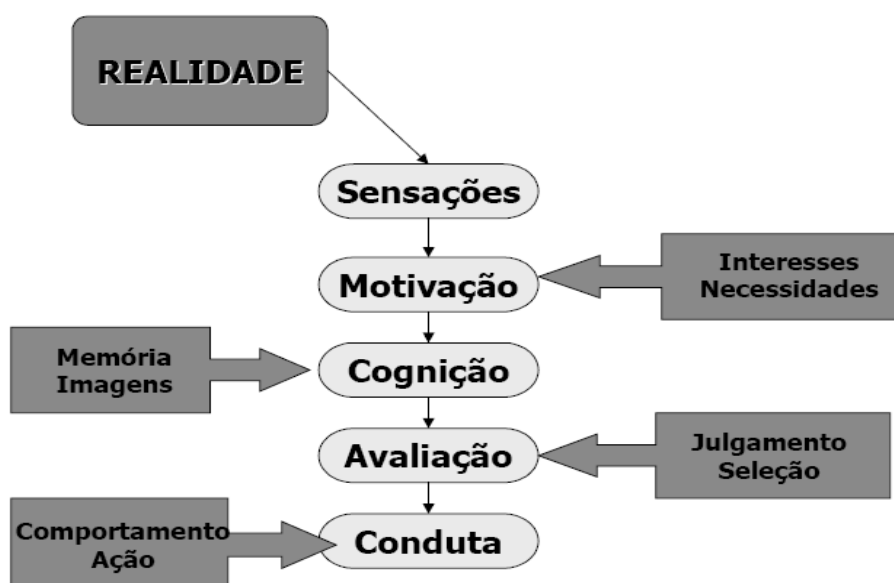 REALIDADE
Sensações
Motivação
Interesses
Necessidades
Memória
Imagens
Cognição
Avaliação
Julgamento
Seleção
Comportamento
Ação
Conduta